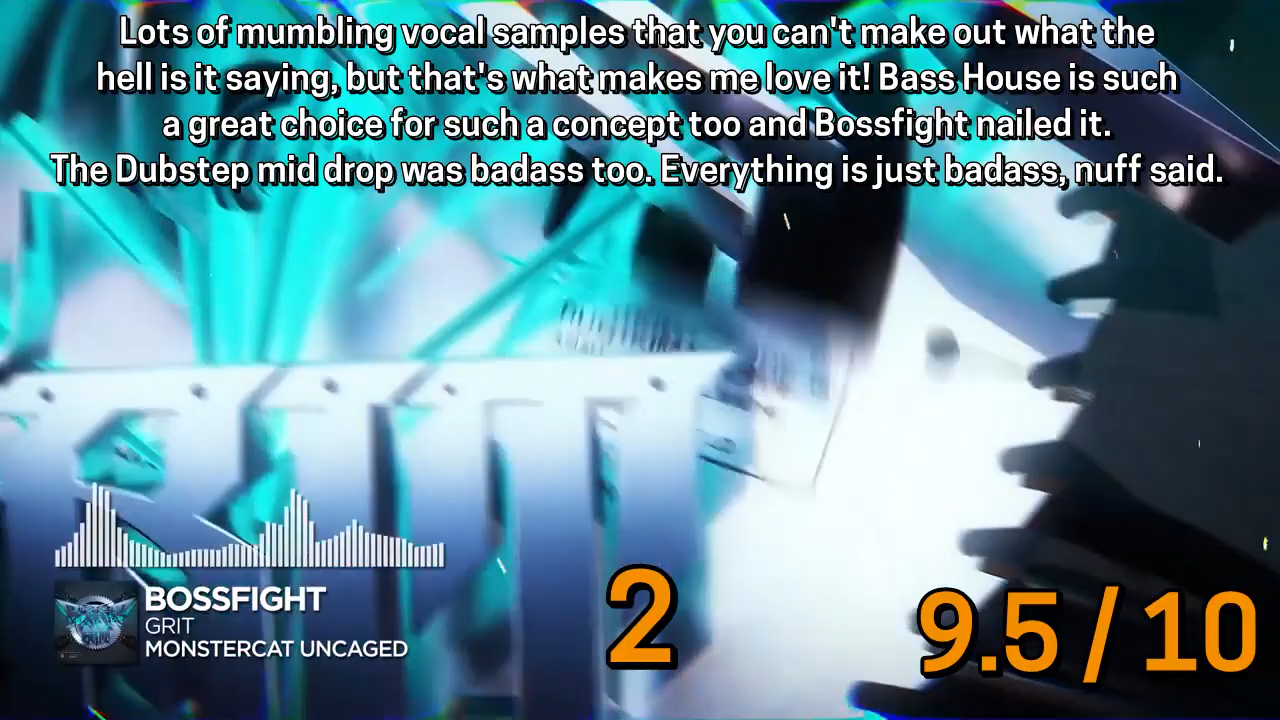 Lots of mumbling vocal samples that you can't make out what the
hell is it saying, but that's what makes me love it! Bass House is such
a great choice for such a concept too and Bossfight nailed it.
The Dubstep mid drop was badass too. Everything is just badass, nuff said.
BOSSFIGHT
GRIT
MONSTERCAT UNCAGED
2
9.5 / 10